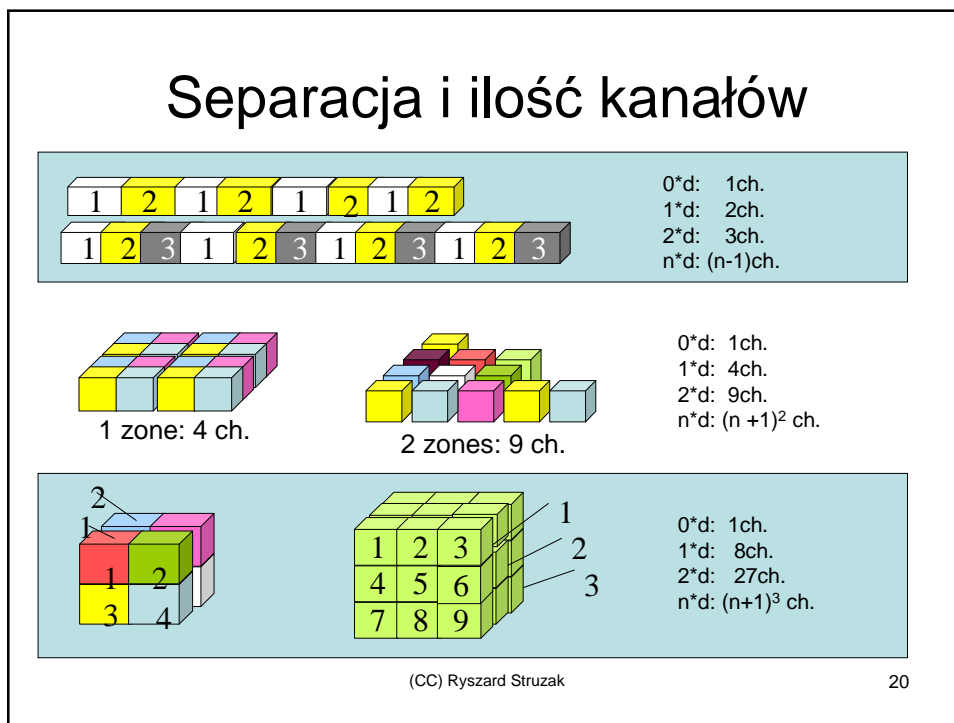 Separacja i ilość kanałów
1 2 1 2 1 2 1 2
1 2 3 1 2 3 1 2 3 1 2 3
0*d: 1ch.
1*d: 2ch.
2*d: 3ch.
n*d: (n-1)ch.
1 zone: 4 ch.
2 zones: 9 ch.
0*d: 1ch.
1*d: 4ch.
2*d: 9ch.
n*d: (n +1)² ch.
2
1
1 2
3 4
1 2 3
4 5 6
7 8 9
1
2
3
0*d: 1ch.
1*d: 8ch.
2*d: 27ch.
n*d: (n+1)³ ch.
(CC) Ryszard Struzak
20